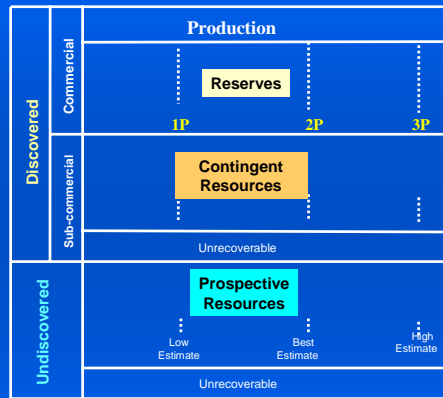 Production
Commercial
Reserves
1P 2P 3P
Discovered
Sub-commercial
Contingent
Resources
Unrecoverable
Undiscovered
Prospective
Resources
Low
Estimate
Best
Estimate
High
Estimate
Unrecoverable